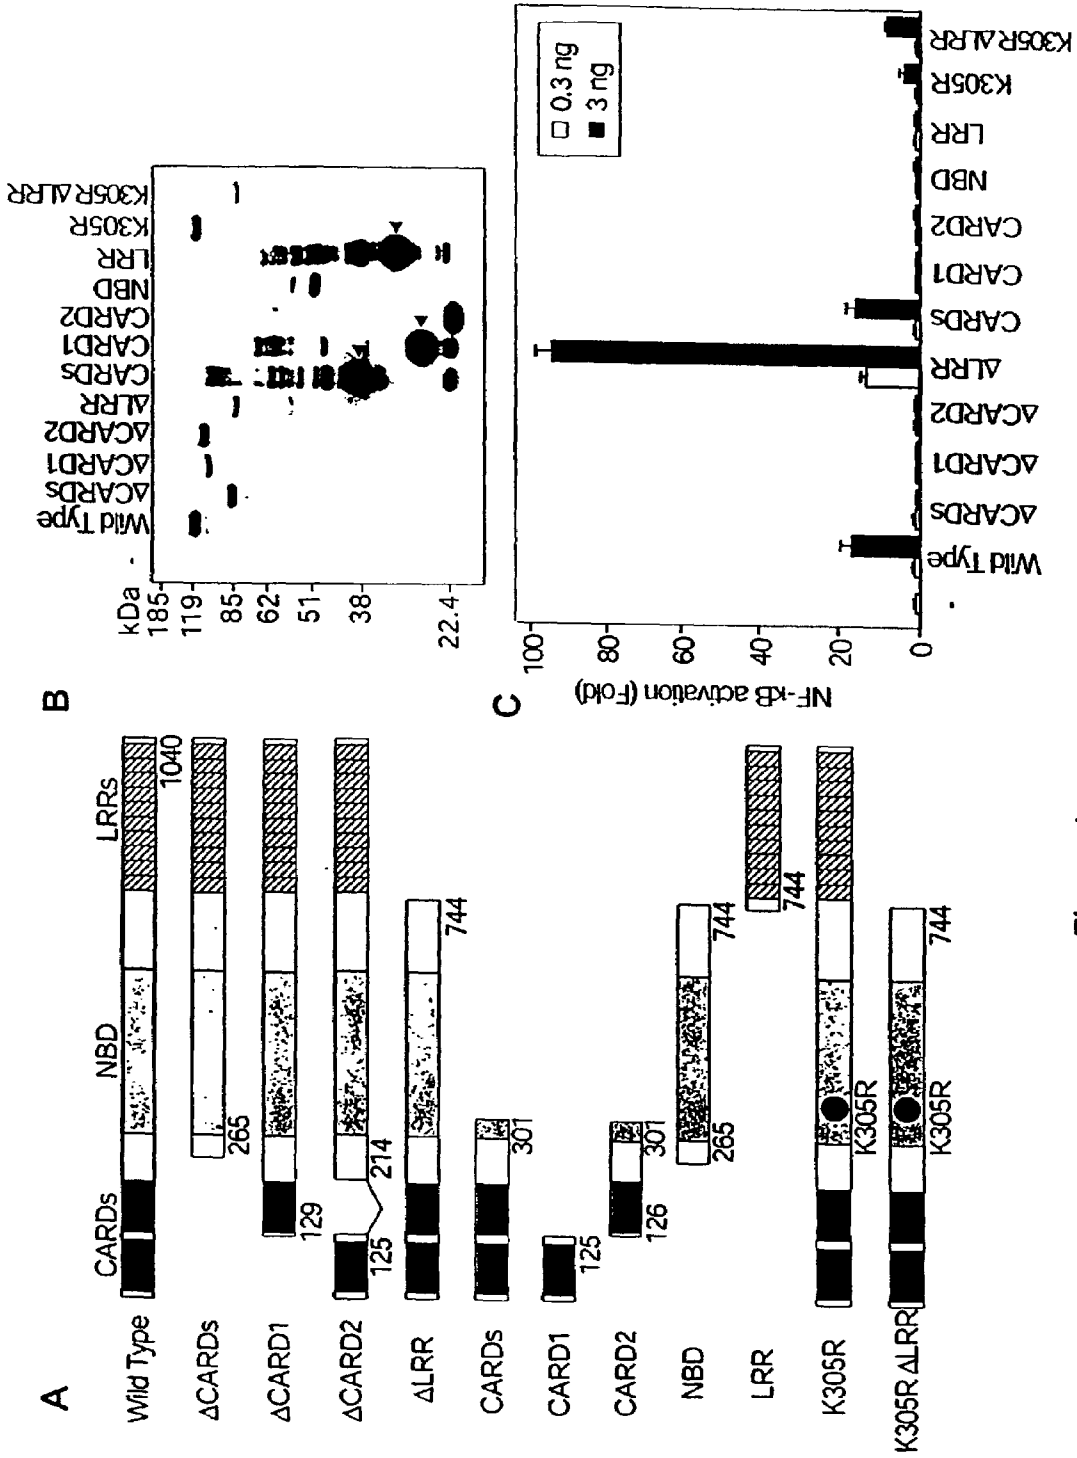 A
CARDs NBD LRRs
Wild Type
1040
ΔCARDs
265
ΔCARD1
129
ΔCARD2
125 214
ΔLRR
744
CARDs
301
CARD1
125
CARD2
126 301
NBD
265 744
LRR
744
K305R
K305R
K305R ΔLRR
K305R 744
B
kDa
185
119
85
62
51
38
22.4
Wild Type
ΔCARDs
ΔCARD1
ΔCARD2
ΔLRR
CARDs
CARD1
CARD2
NBD
LRR
K305R
K305R ΔLRR
C
NF-κB activation (Fold)
100
80
60
40
20
0
0.3 ng
3 ng
-
Wild Type
ΔCARDs
ΔCARD1
ΔCARD2
ΔLRR
CARDs
CARD1
CARD2
NBD
LRR
K305R
K305R ΔLRR